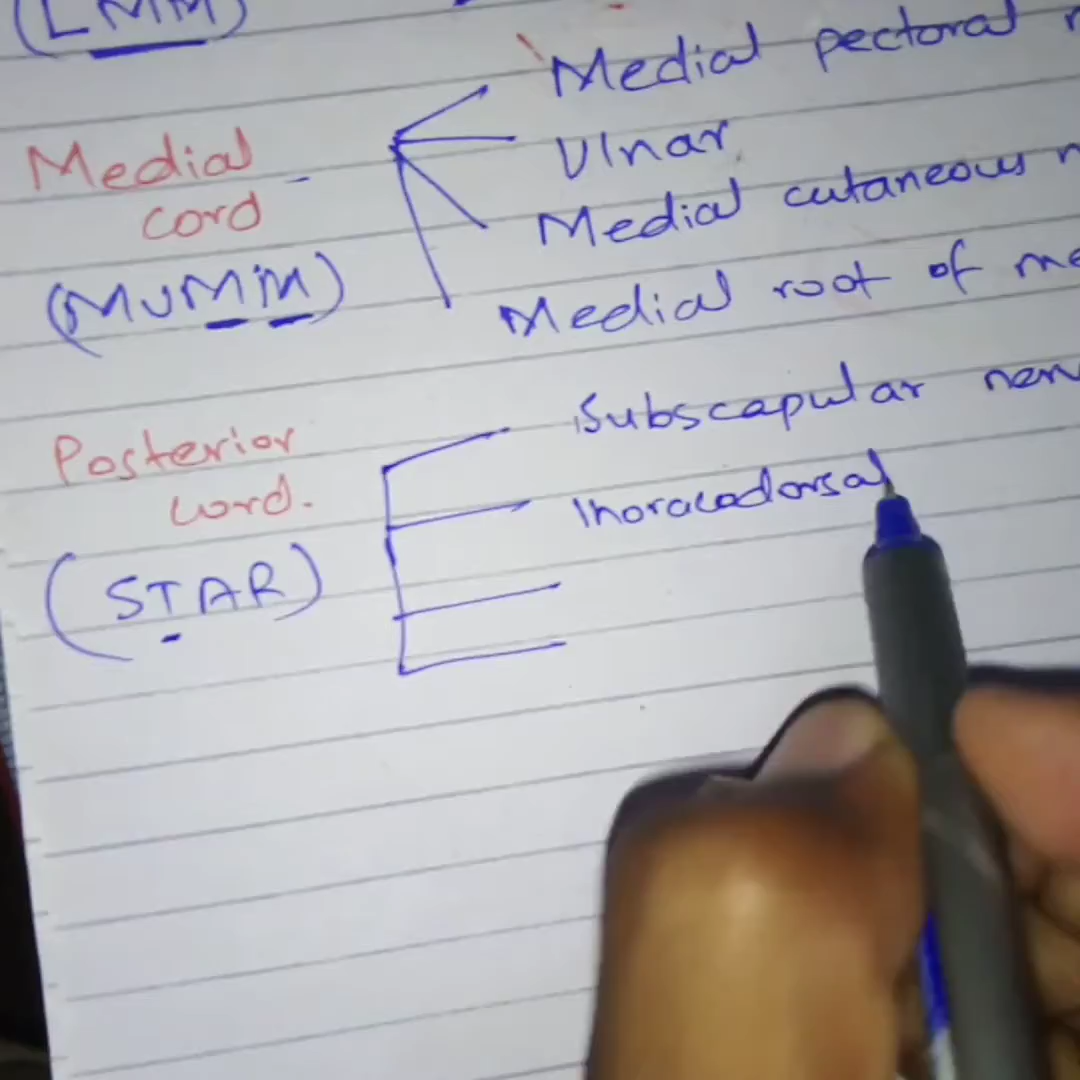 (LMM)
Medial pectoral
Medial
cord -
Ulnar
Medial cutaneous
(MUMM)
Medial root of
Posterior
cord.
Subscapular
Thoracodorsal
(STAR)